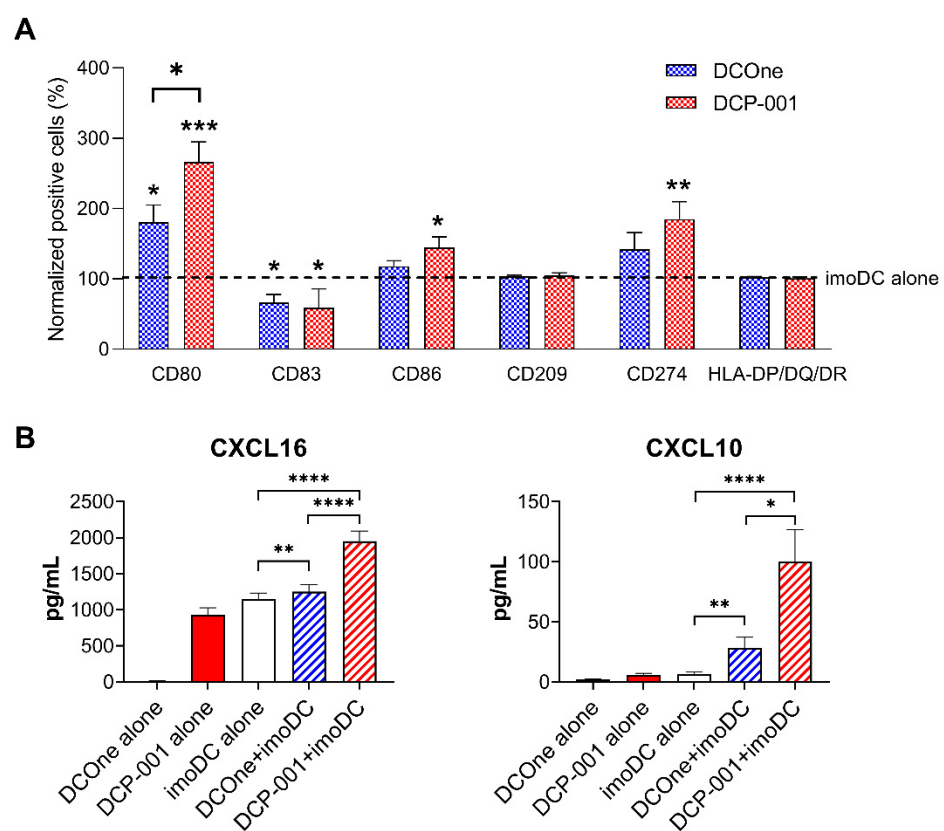 A
Normalized positive cells (%)
400
300
200
100
0
*
*
***
*
*
*
**
DCOne
DCP-001
imoDC alone
CD80
CD83
CD86
CD209
CD274
HLA-DP/DQ/DR
B
CXCL16
pg/mL
2500
2000
1500
1000
500
0
****
****
**
DCOne alone
DCP-001 alone
imoDC alone
DCOne+imoDC
DCP-001+imoDC
CXCL10
pg/mL
150
100
50
0
****
*
**
DCOne alone
DCP-001 alone
imoDC alone
DCOne+imoDC
DCP-001+imoDC